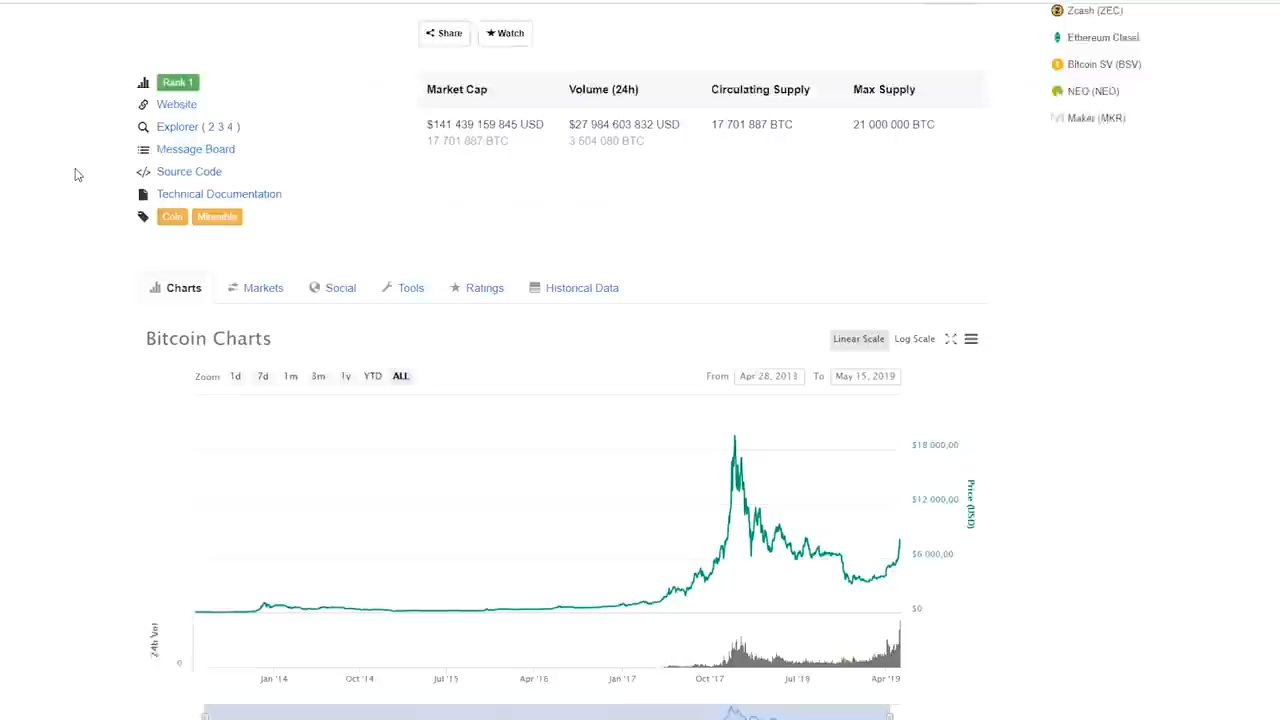 Share Watch
Zcash (ZEC)
Ethereum Classi
Bitcoin SV (BSV)
NEO (NEO)
Maker (MKR)
Rank 1
Website
Explorer ( 2 3 4 )
Message Board
Source Code
Technical Documentation
Coin Mineable
Market Cap Volume (24h) Circulating Supply Max Supply
$141 439 159 845 USD $27 984 603 832 USD 17 701 887 BTC 21 000 000 BTC
17 701 887 BTC 3 504 080 BTC
Charts Markets Social Tools Ratings Historical Data
Bitcoin Charts
Linear Scale Log Scale
Zoom 1d 7d 1m 3m 1y YTD ALL
From Apr 28, 2013 To May 15, 2019
$18 000,00
$12 000,00
$6 000,00
$0
Price (USD)
24h Vol
0
Jan '14 Oct '14 Jul '15 Apr '16 Jan '17 Oct '17 Jul '19 Apr '19